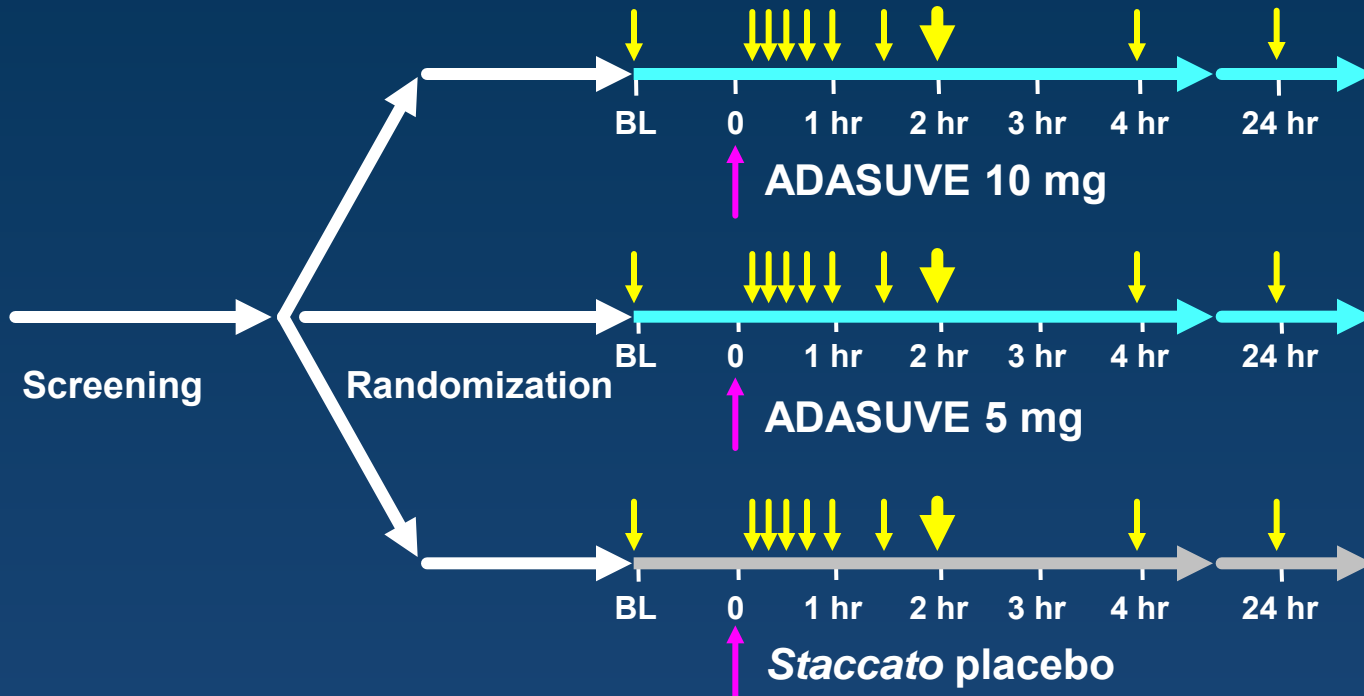 BL 0 1 hr 2 hr 3 hr 4 hr 24 hr
ADASUVE 10 mg
BL 0 1 hr 2 hr 3 hr 4 hr 24 hr
Screening Randomization
ADASUVE 5 mg
BL 0 1 hr 2 hr 3 hr 4 hr 24 hr
Staccato placebo